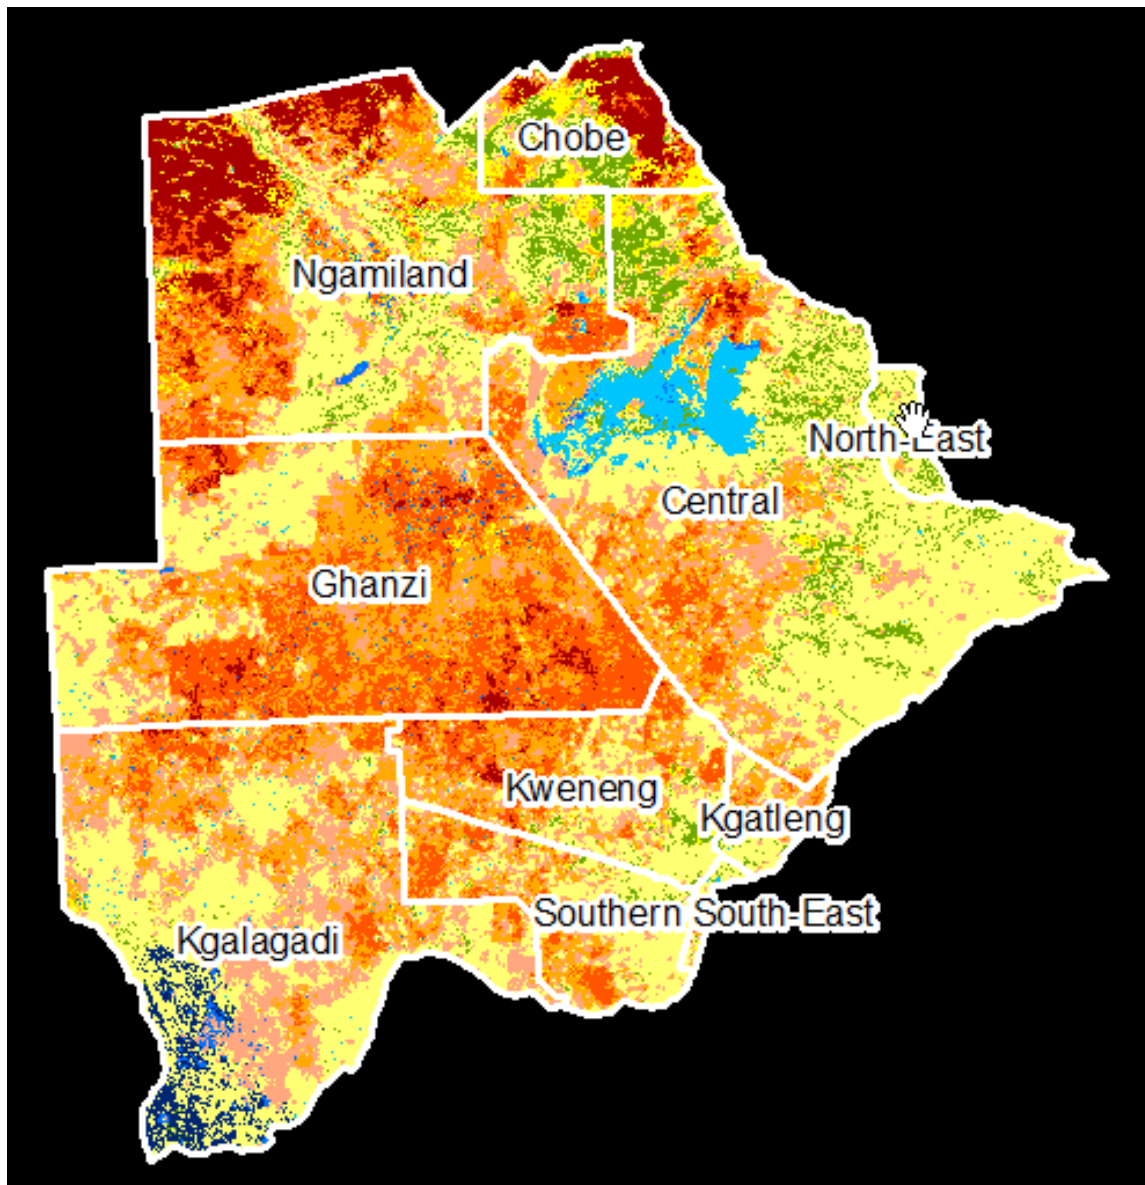 Chobe
Ngamiland
North-East
Central
Ghanzi
Kweneng
Kgatleng
Southern South-East
Kgalagadi